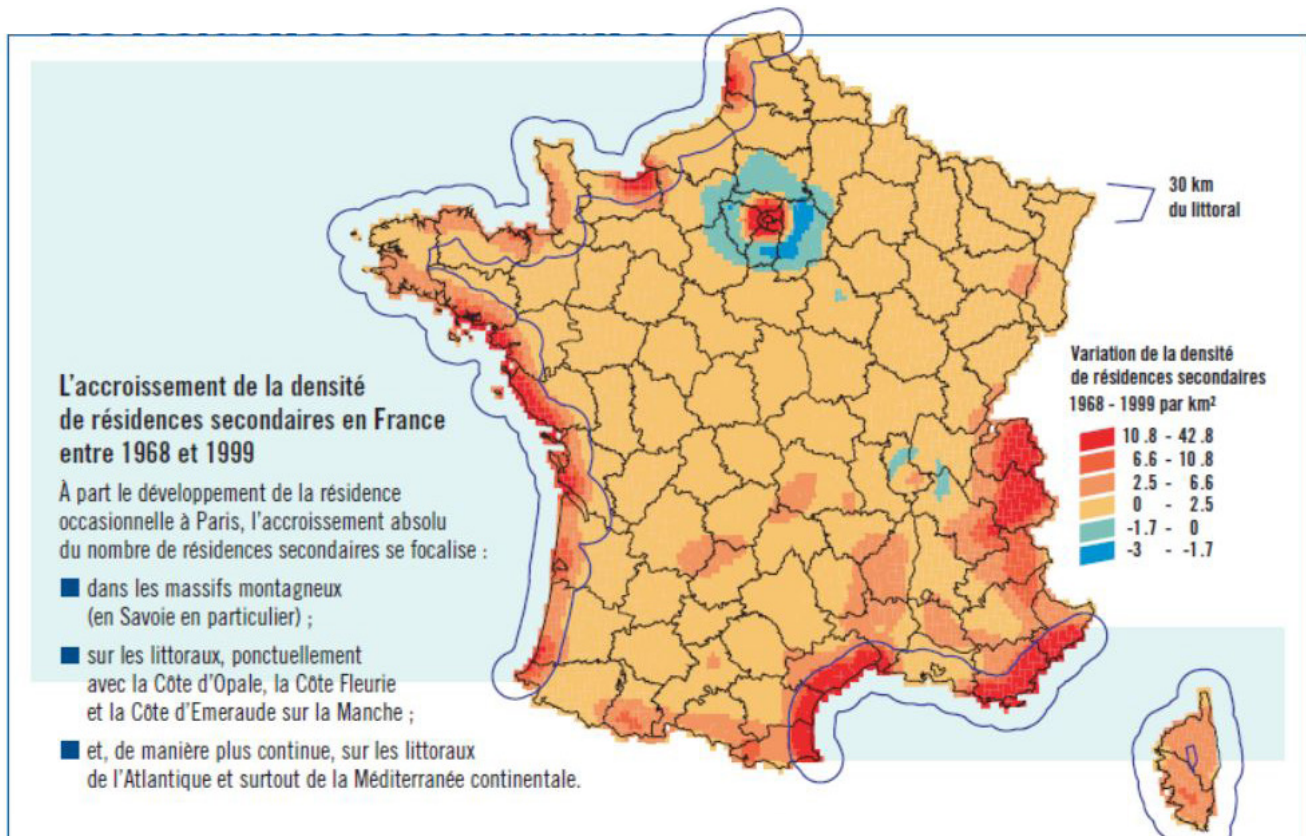 30 km
du littoral
L'accroissement de la densité
de résidences secondaires en France
entre 1968 et 1999
À part le développement de la résidence
occasionnelle à Paris, l'accroissement absolu
du nombre de résidences secondaires se focalise :
dans les massifs montagneux
(en Savoie en particulier) ;
sur les littoraux, ponctuellement
avec la Côte d'Opale, la Côte Fleurie
et la Côte d'Emeraude sur la Manche ;
et, de manière plus continue, sur les littoraux
de l'Atlantique et surtout de la Méditerranée continentale.
Variation de la densité
de résidences secondaires
1968 - 1999 par km²
10 .8 - 42 .8
6.6 - 10.8
2.5 - 6.6
0 - 2.5
-1.7 - 0
-3 - -1.7